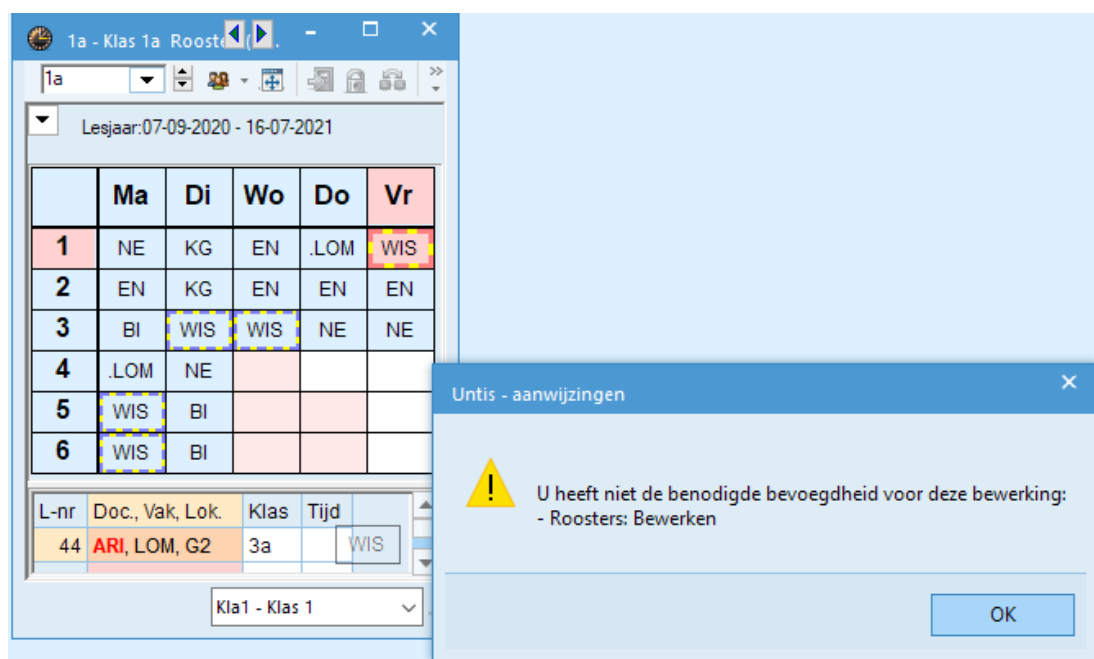 1a - Klas 1a Rooste (
1a
Lesjaar:07-09-2020 - 16-07-2021
Ma Di Wo Do Vr
1 NE KG EN .LOM WIS
2 EN KG EN EN EN
3 BI WIS WIS NE NE
4 .LOM NE
5 WIS BI
6 WIS BI
L-nr Doc., Vak, Lok. Klas Tijd
44 ARI, LOM, G2 3a WIS
Kla1 - Klas 1
Untis - aanwijzingen
U heeft niet de benodigde bevoegdheid voor deze bewerking:
- Roosters: Bewerken
OK